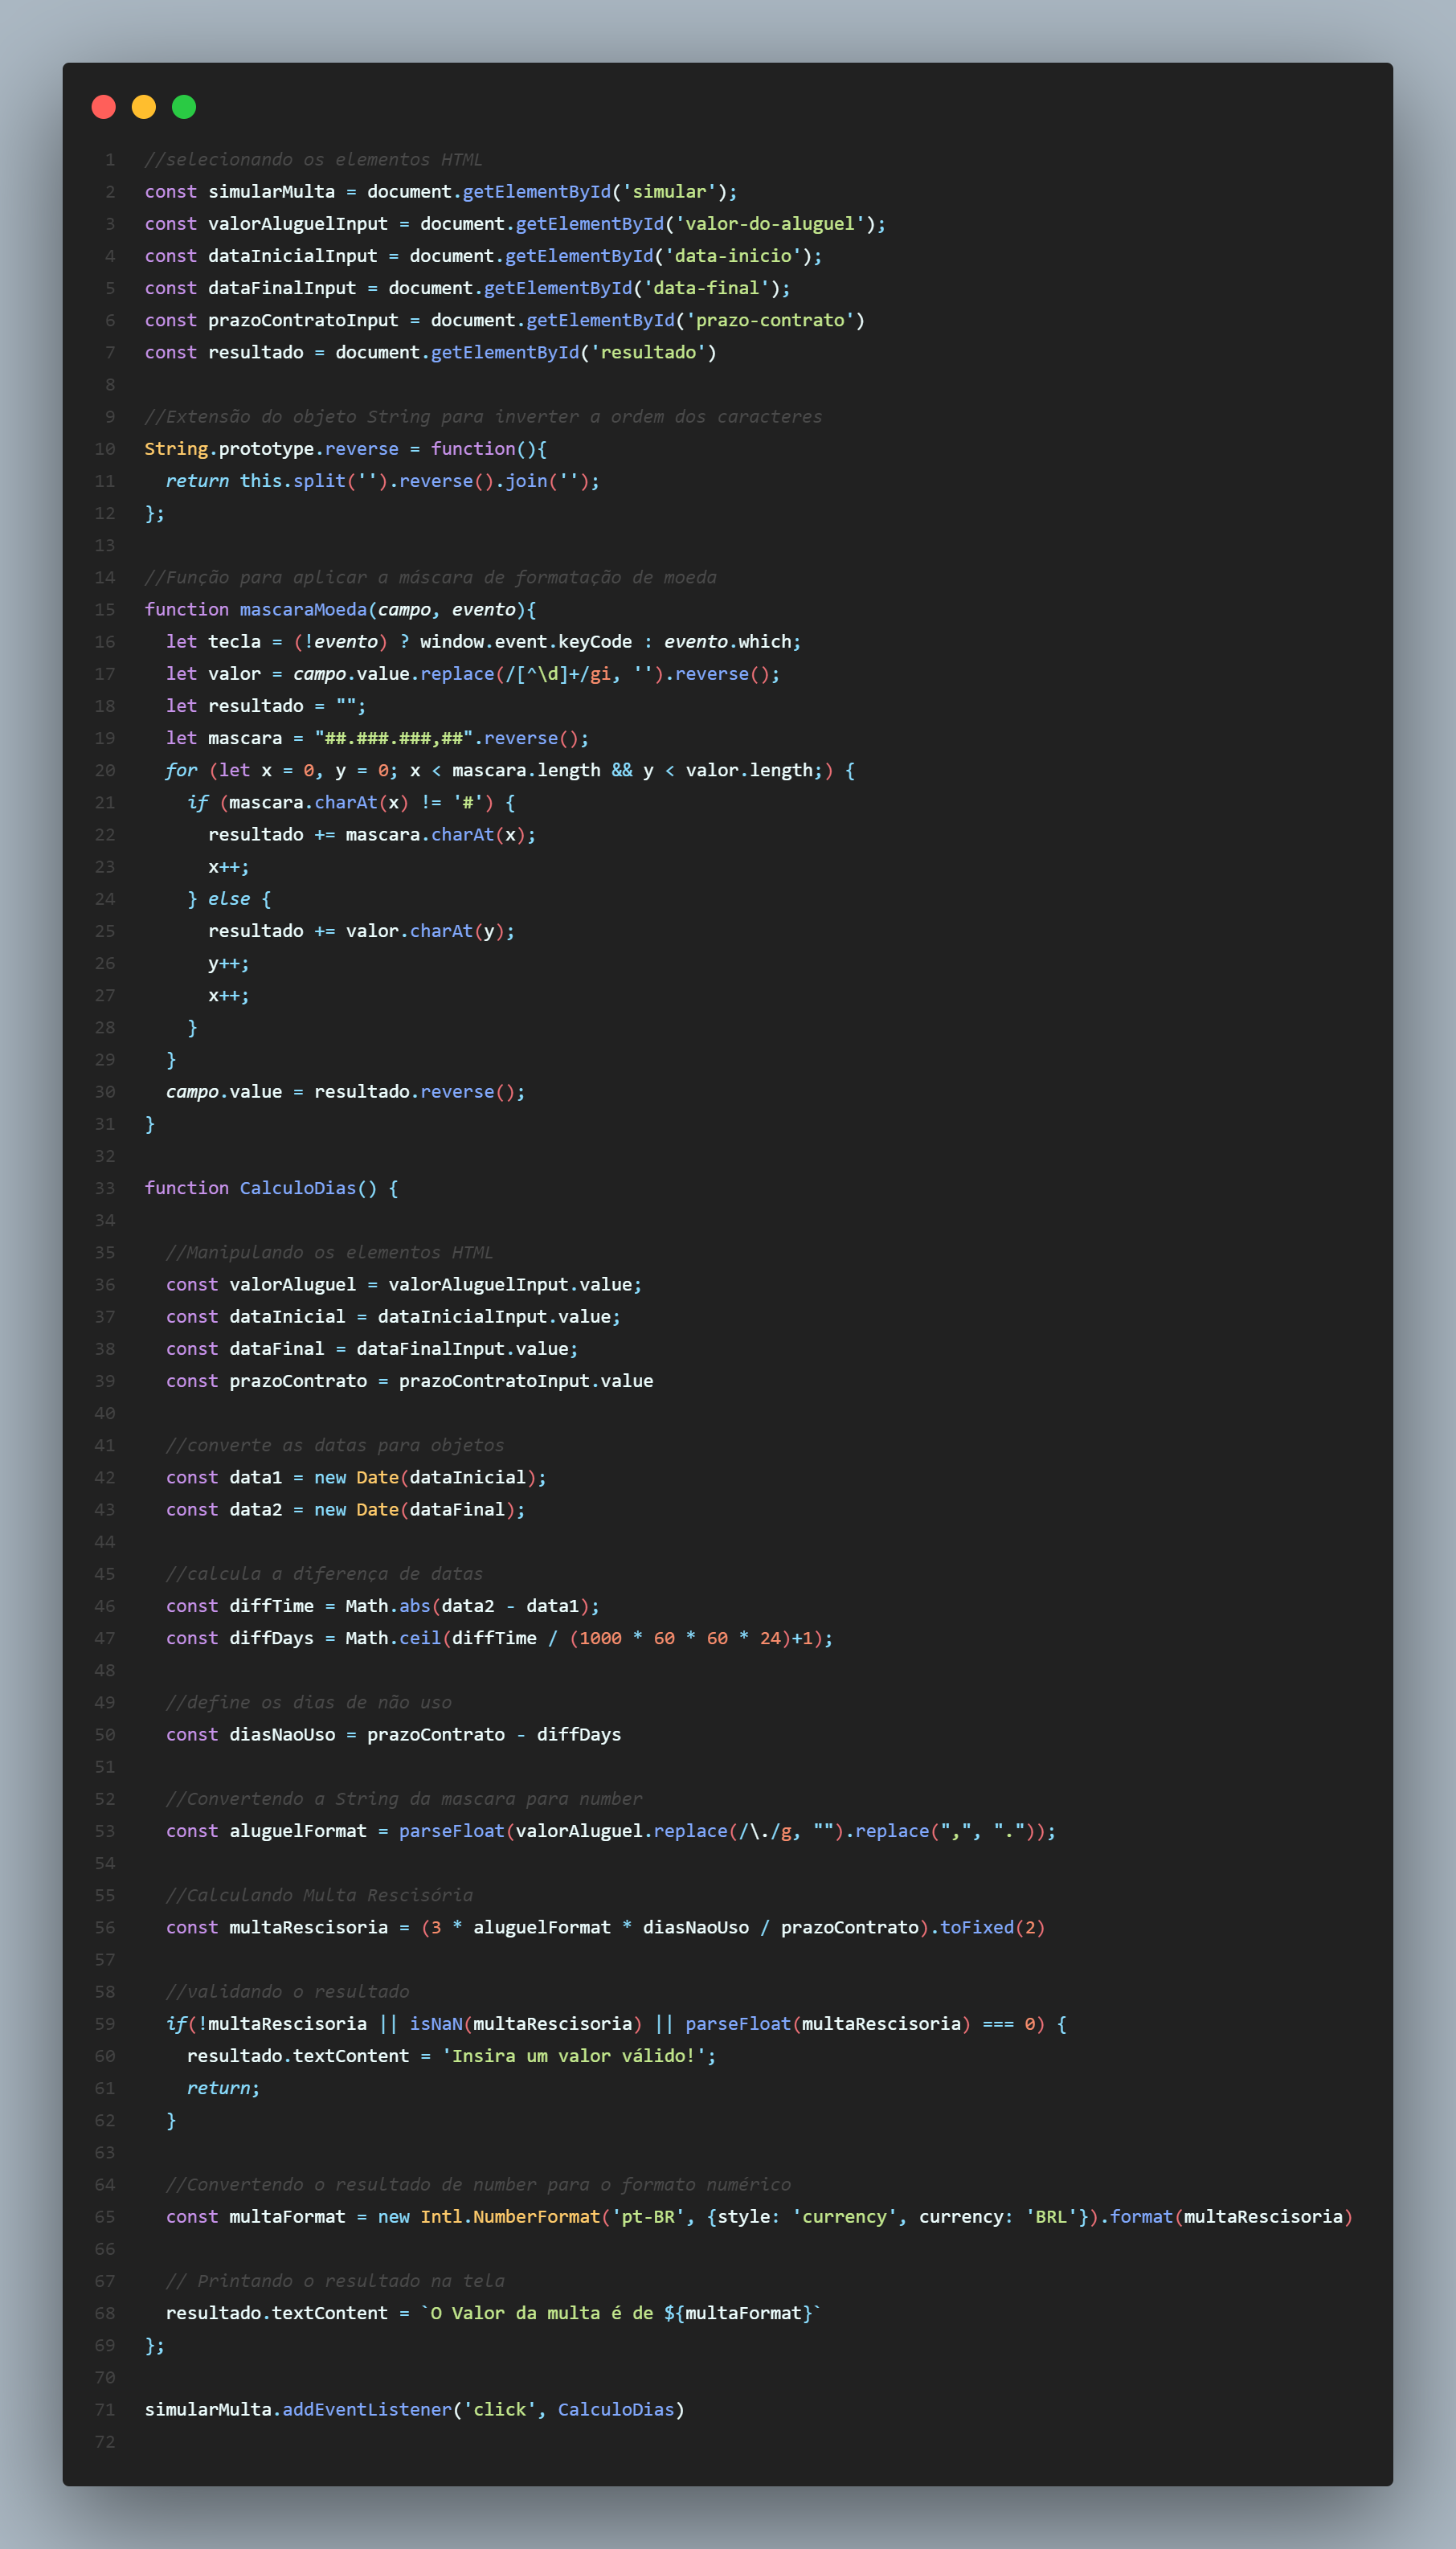 1 //selecionando os elementos HTML
2 const simularMulta = document.getElementById('simular');
3 const valorAluguelInput = document.getElementById('valor-do-aluguel');
4 const dataInicialInput = document.getElementById('data-inicio');
5 const dataFinalInput = document.getElementById('data-final');
6 const prazoContratoInput = document.getElementById('prazo-contrato')
7 const resultado = document.getElementById('resultado')
8
9 //Extensão do objeto String para inverter a ordem dos caracteres
10 String.prototype.reverse = function(){
11   return this.split('').reverse().join('');
12 };
13
14 //Função para aplicar a máscara de formatação de moeda
15 function mascaraMoeda(campo, evento){
16   let tecla = (!evento) ? window.event.keyCode : evento.which;
17   let valor = campo.value.replace(/[^\d]+/gi, '').reverse();
18   let resultado = "";
19   let mascara = "##.###.###,##".reverse();
20   for (let x = 0, y = 0; x < mascara.length && y < valor.length;) {
21     if (mascara.charAt(x) != '#') {
22       resultado += mascara.charAt(x);
23       x++;
24     } else {
25       resultado += valor.charAt(y);
26       y++;
27       x++;
28     }
29   }
30   campo.value = resultado.reverse();
31 }
32
33 function CalculoDias() {
34
35   //Manipulando os elementos HTML
36   const valorAluguel = valorAluguelInput.value;
37   const dataInicial = dataInicialInput.value;
38   const dataFinal = dataFinalInput.value;
39   const prazoContrato = prazoContratoInput.value
40
41   //converte as datas para objetos
42   const data1 = new Date(dataInicial);
43   const data2 = new Date(dataFinal);
44
45   //calcula a diferença de datas
46   const diffTime = Math.abs(data2 - data1);
47   const diffDays = Math.ceil(diffTime / (1000 * 60 * 60 * 24)+1);
48
49   //define os dias de não uso
50   const diasNaoUso = prazoContrato - diffDays
51
52   //Convertendo a String da mascara para number
53   const aluguelFormat = parseFloat(valorAluguel.replace(/\./g, "").replace(",", "."));
54
55   //Calculando Multa Rescisória
56   const multaRescisoria = (3 * aluguelFormat * diasNaoUso / prazoContrato).toFixed(2)
57
58   //validando o resultado
59   if(!multaRescisoria || isNaN(multaRescisoria) || parseFloat(multaRescisoria) === 0) {
60     resultado.textContent = 'Insira um valor válido!';
61     return;
62   }
63
64   //Convertendo o resultado de number para o formato numérico
65   const multaFormat = new Intl.NumberFormat('pt-BR', {style: 'currency', currency: 'BRL'}).format(multaRescisoria)
66
67   // Printando o resultado na tela
68   resultado.textContent = `O Valor da multa é de ${multaFormat}`
69 };
70
71 simularMulta.addEventListener('click', CalculoDias)
72